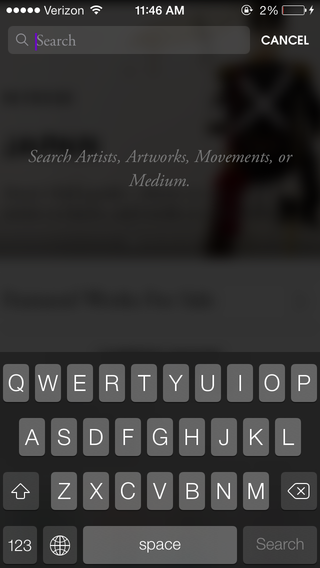 Verizon 11:46 AM 2%
Search CANCEL
Search Artists, Artworks, Movements, or
Medium.
Q W E R T Y U I O P
A S D F G H J K L
Z X C V B N M
123 space Search